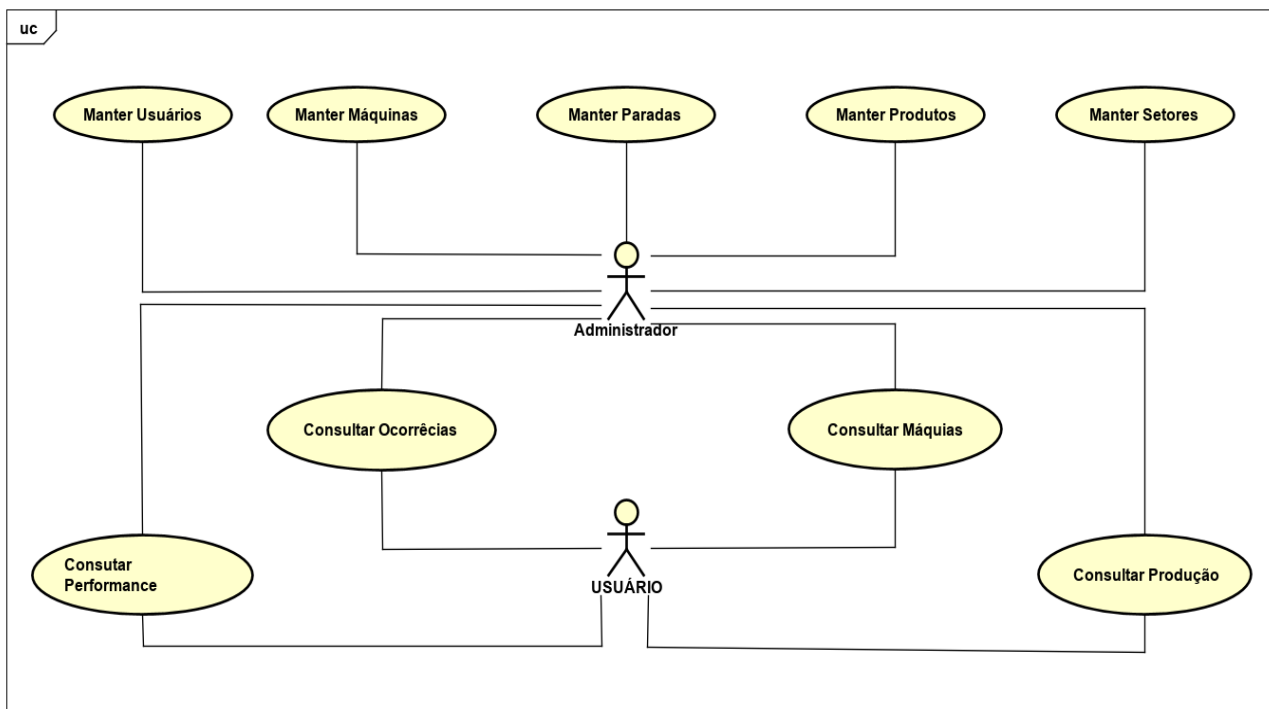 uc
Manter Usuários
Manter Máquinas
Manter Paradas
Manter Produtos
Manter Setores
Administrador
Consultar Ocorrêcias
Consultar Máquias
Consutar
Performance
USUÁRIO
Consultar Produção